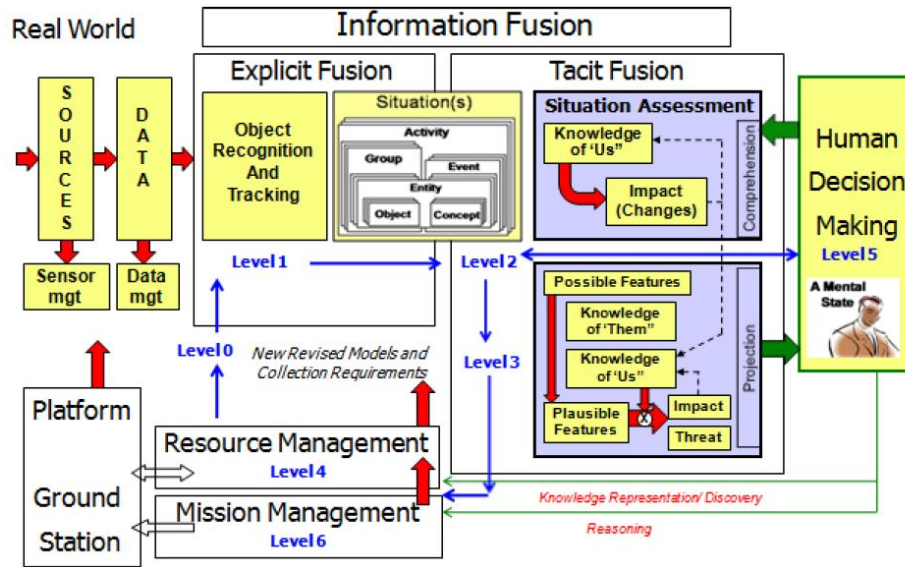 Real World
Information Fusion
Explicit Fusion
Tacit Fusion
S
O
U
R
C
E
S
D
A
T
A
Object
Recognition
And
Tracking
Situation(s)
Activity
Group
Event
Entity
Object
Concept
Situation Assessment
Knowledge
of ‘Us”
Impact
(Changes)
Comprehension
Human
Decision
Making
Level 5
A Mental
State
Sensor
mgt
Data
mgt
Level 1
Level 2
Possible Features
Knowledge
of ‘Them”
Knowledge
of ‘Us”
Plausible
Features
X
Impact
Threat
Projection
Level 0
New Revised Models and
Collection Requirements
Level 3
Platform
Ground
Station
Resource Management
Level 4
Mission Management
Level 6
Knowledge Representation/ Discovery
Reasoning